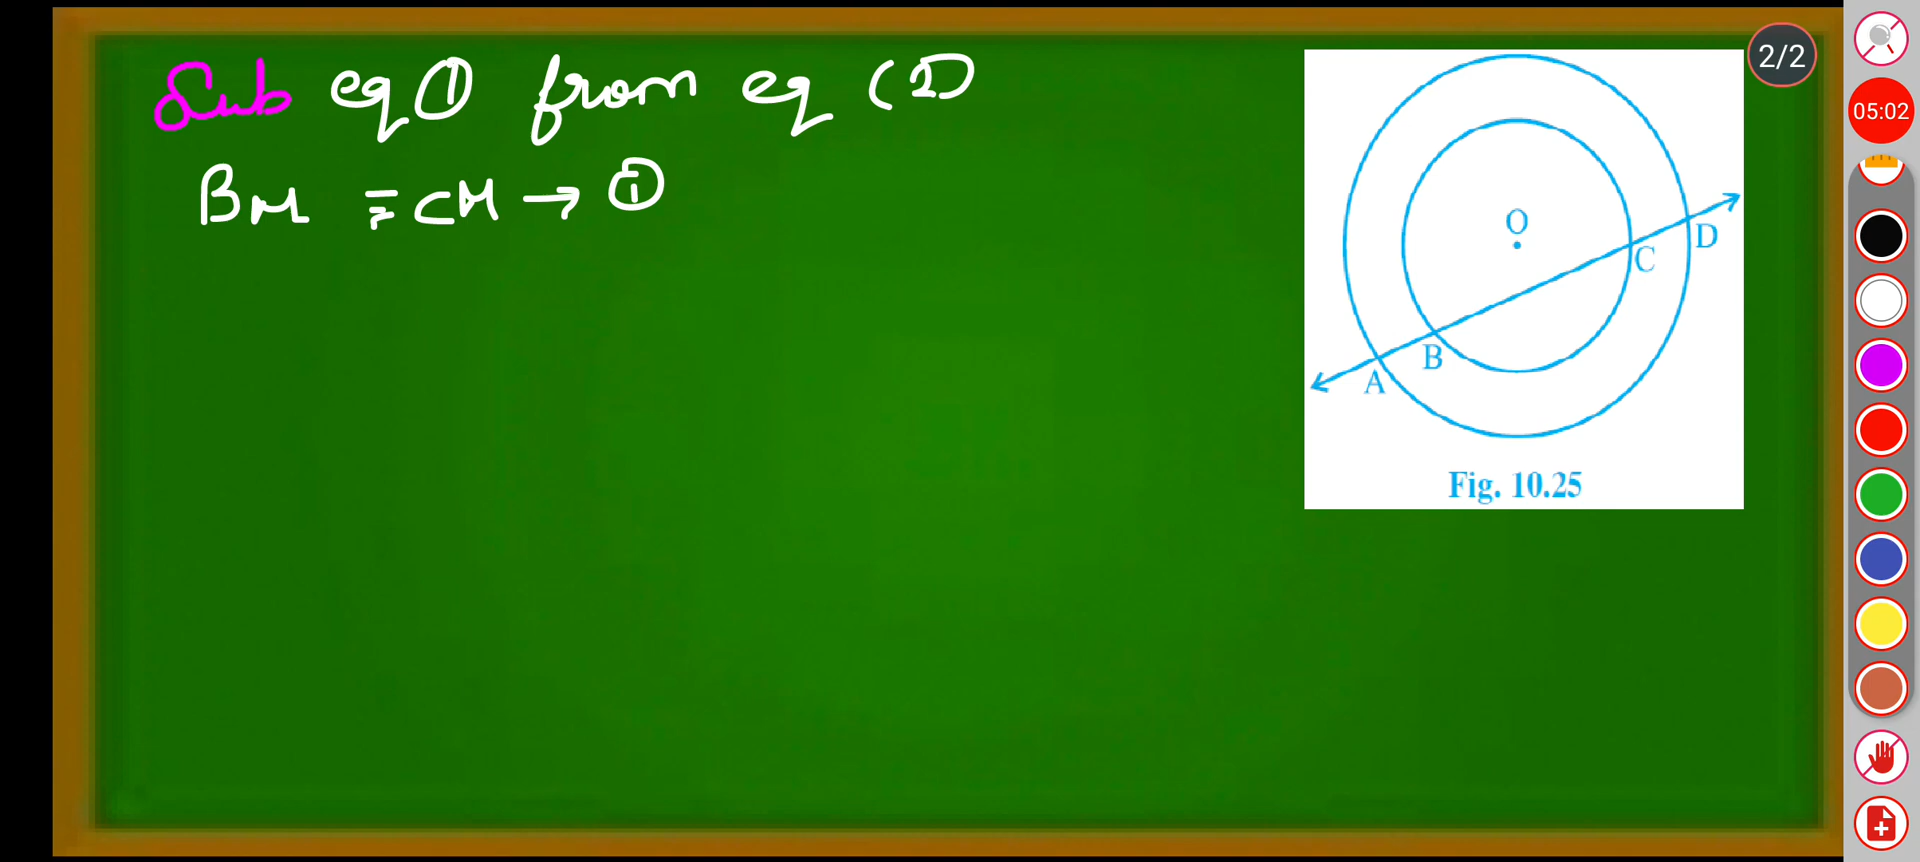 Sub eq ① from eq (2)
BM = CM → ①
2/2
05:02
O
D
C
B
A
Fig. 10.25